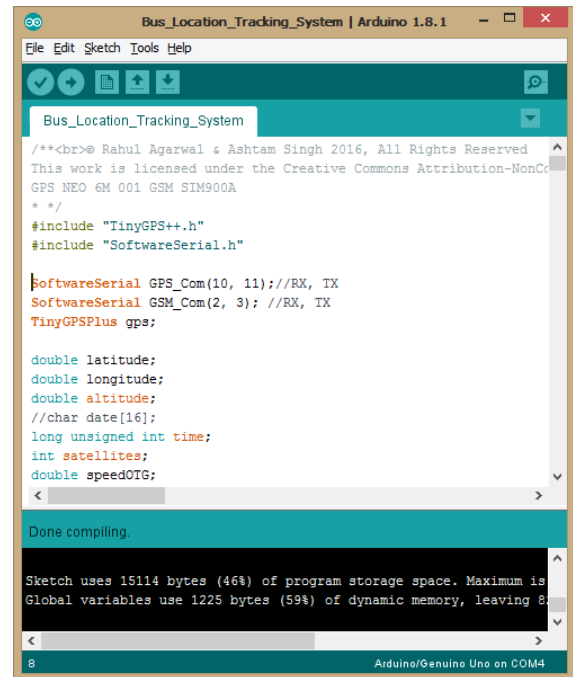 Bus_Location_Tracking_System | Arduino 1.8.1
File Edit Sketch Tools Help
Bus_Location_Tracking_System
/**<br>© Rahul Agarwal & Ashtam Singh 2016, All Rights Reserved
This work is licensed under the Creative Commons Attribution-NonCo
GPS NEO 6M 001 GSM SIM900A
* */
#include "TinyGPS++.h"
#include "SoftwareSerial.h"
SoftwareSerial GPS_Com(10, 11);//RX, TX
SoftwareSerial GSM_Com(2, 3); //RX, TX
TinyGPSPlus gps;
double latitude;
double longitude;
double altitude;
//char date[16];
long unsigned int time;
int satellites;
double speedOTG;
Done compiling.
Sketch uses 15114 bytes (46%) of program storage space. Maximum is
Global variables use 1225 bytes (59%) of dynamic memory, leaving 8
8 Arduino/Genuino Uno on COM4